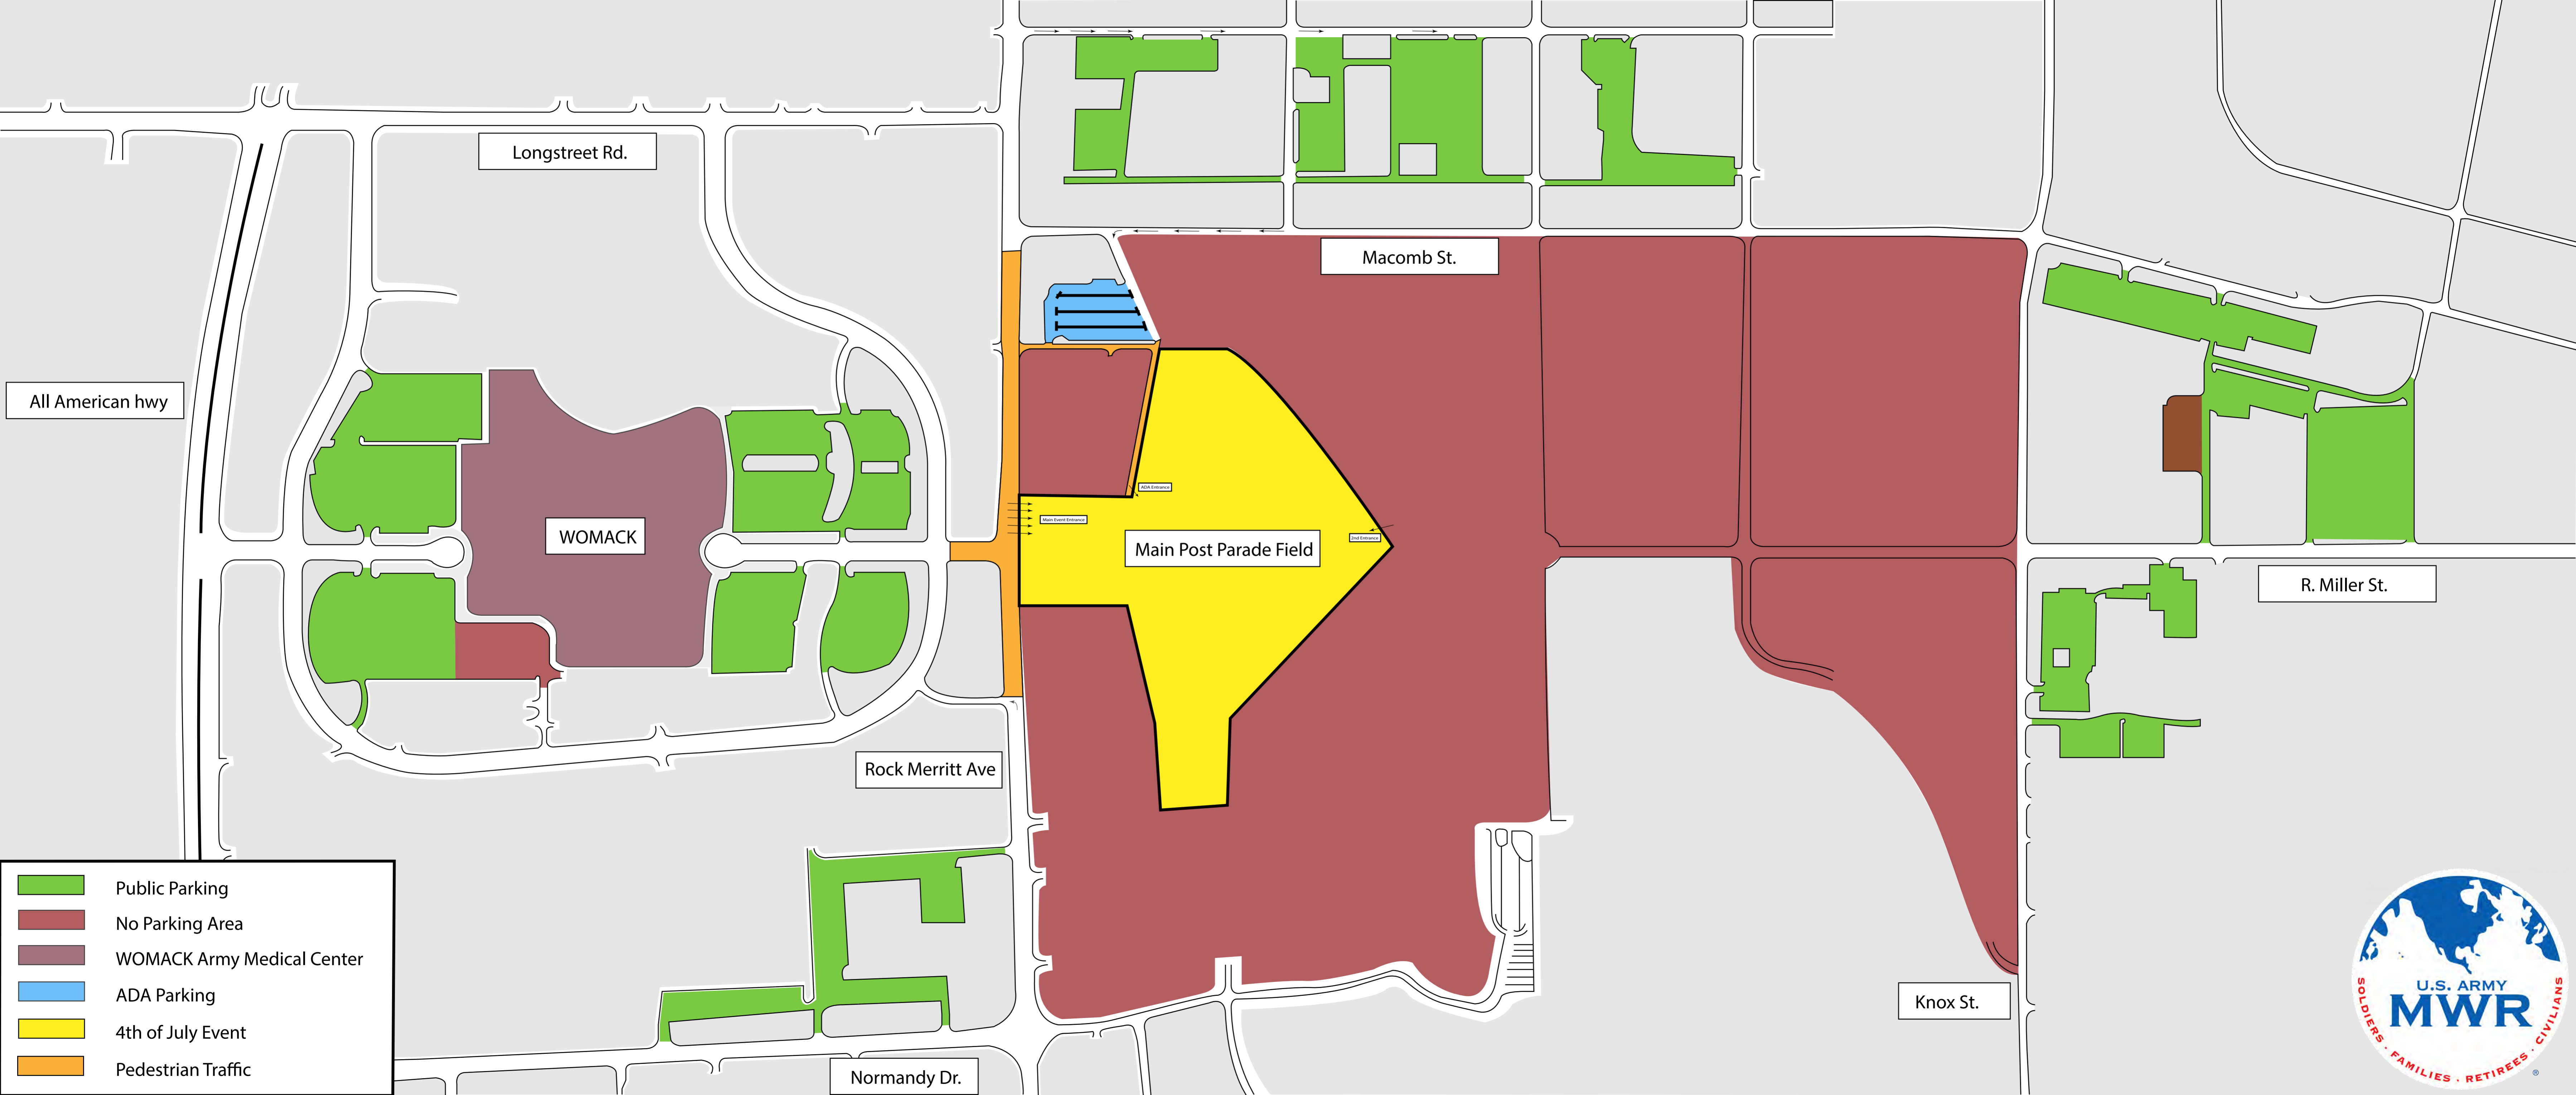 Longstreet Rd.
Macomb St.
All American hwy
ADA Entrance
Main Event Entrance
WOMACK
2nd Entrance
Main Post Parade Field
R. Miller St.
Rock Merritt Ave
Public Parking
No Parking Area
WOMACK Army Medical Center
ADA Parking
4th of July Event
Pedestrian Traffic
Knox St.
Normandy Dr.
U.S. ARMY
MWR
SOLDIERS · FAMILIES · RETIREES · CIVILIANS
®